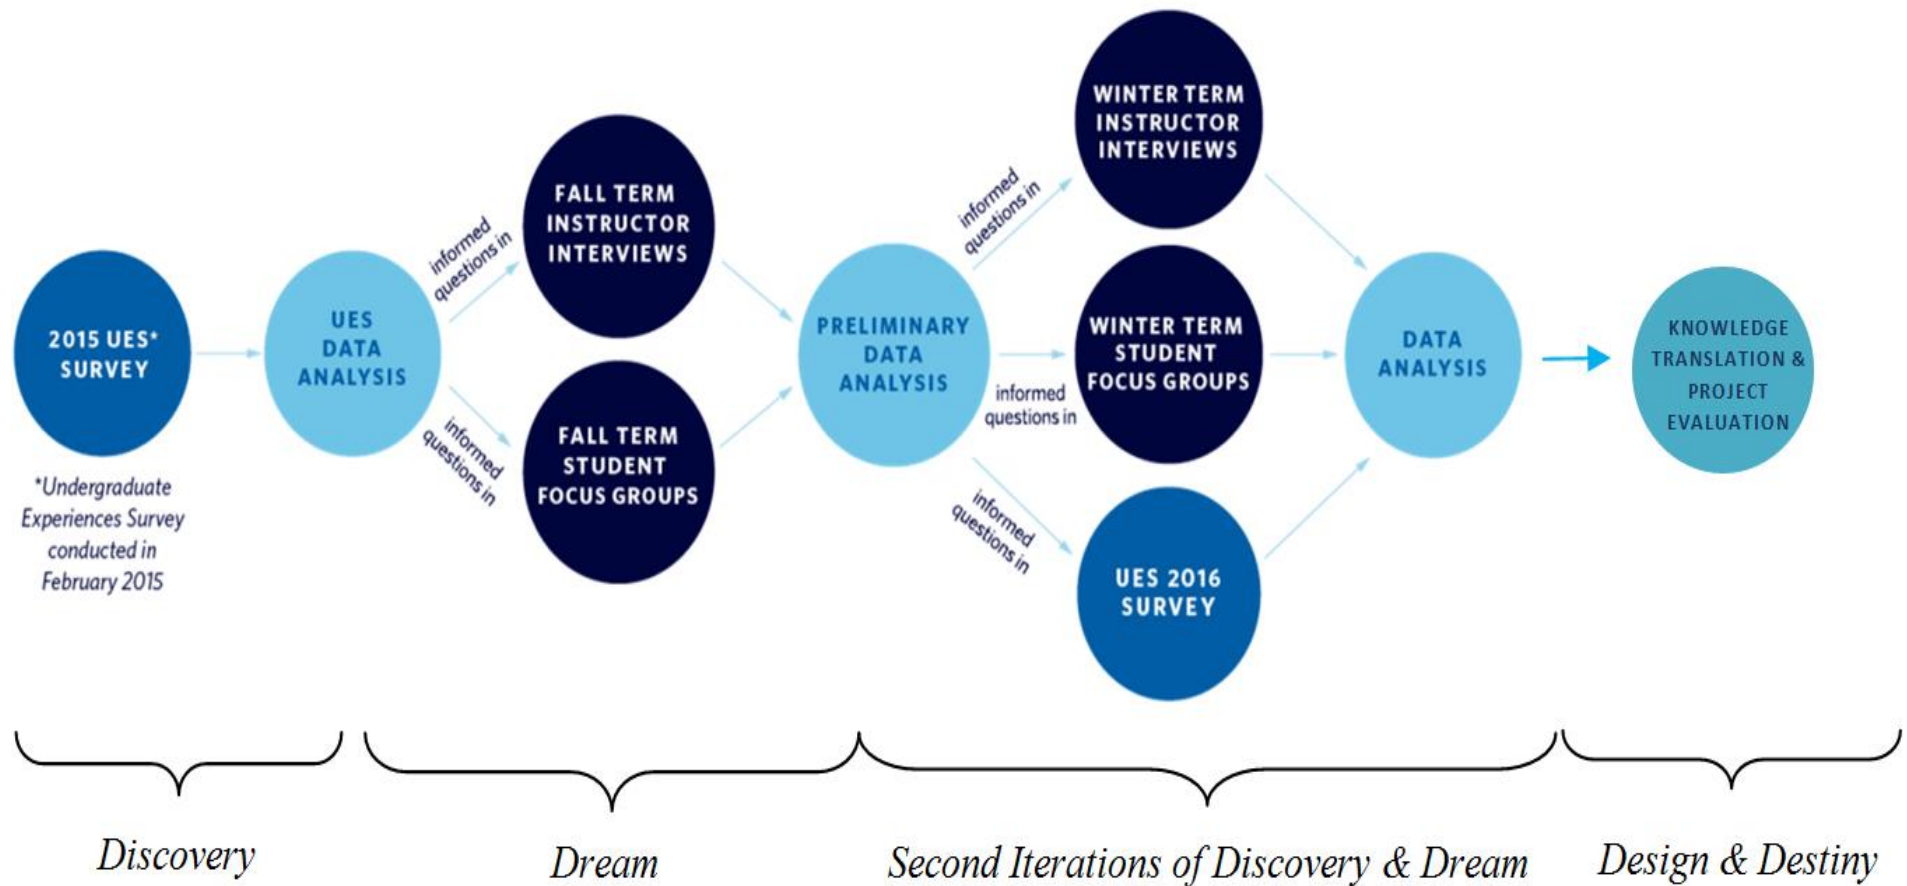 2015 UES*
SURVEY
*Undergraduate
Experiences Survey
conducted in
February 2015
UES
DATA
ANALYSIS
informed
questions in
informed
questions in
FALL TERM
INSTRUCTOR
INTERVIEWS
FALL TERM
STUDENT
FOCUS GROUPS
PRELIMINARY
DATA
ANALYSIS
informed
questions in
informed
questions in
informed
questions in
WINTER TERM
INSTRUCTOR
INTERVIEWS
WINTER TERM
STUDENT
FOCUS GROUPS
UES 2016
SURVEY
DATA
ANALYSIS
KNOWLEDGE
TRANSLATION &
PROJECT
EVALUATION
Discovery
Dream
Second Iterations of Discovery & Dream
Design & Destiny